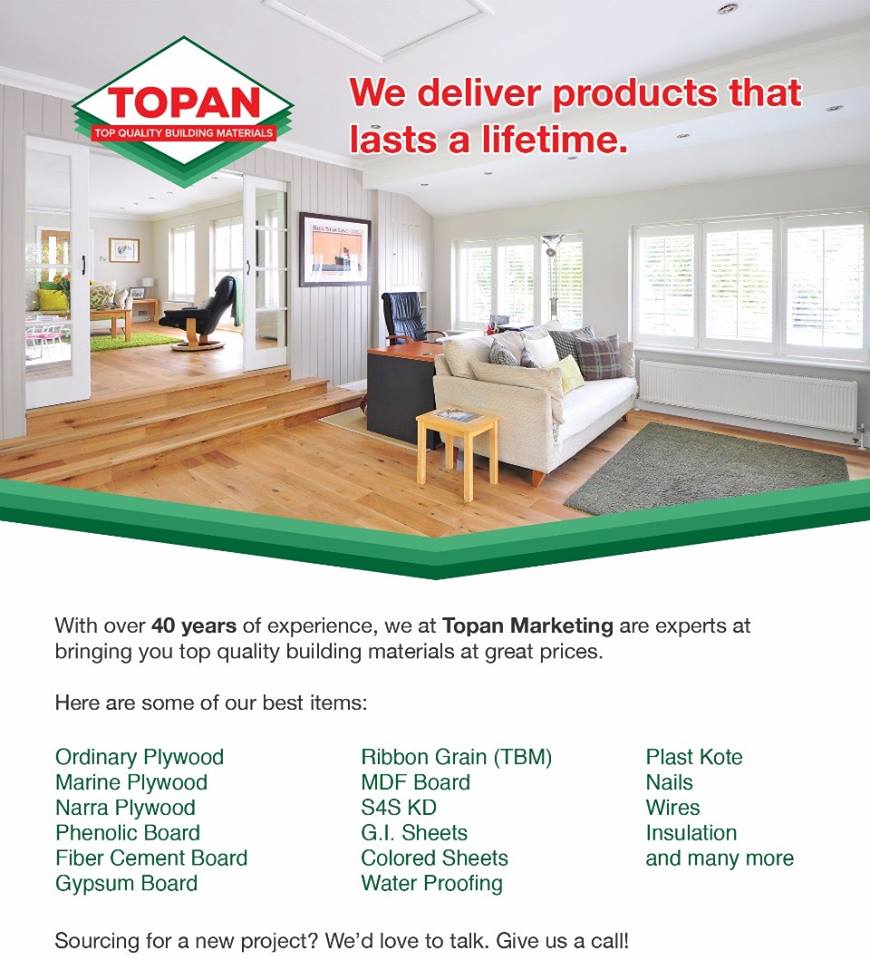 TOPAN
TOP QUALITY BUILDING MATERIALS
We deliver products that
lasts a lifetime.
With over 40 years of experience, we at Topan Marketing are experts at
bringing you top quality building materials at great prices.
Here are some of our best items:
Ordinary Plywood
Marine Plywood
Narra Plywood
Phenolic Board
Fiber Cement Board
Gypsum Board
Ribbon Grain (TBM)
MDF Board
S4S KD
G.I. Sheets
Colored Sheets
Water Proofing
Plast Kote
Nails
Wires
Insulation
and many more
Sourcing for a new project? We'd love to talk. Give us a call!